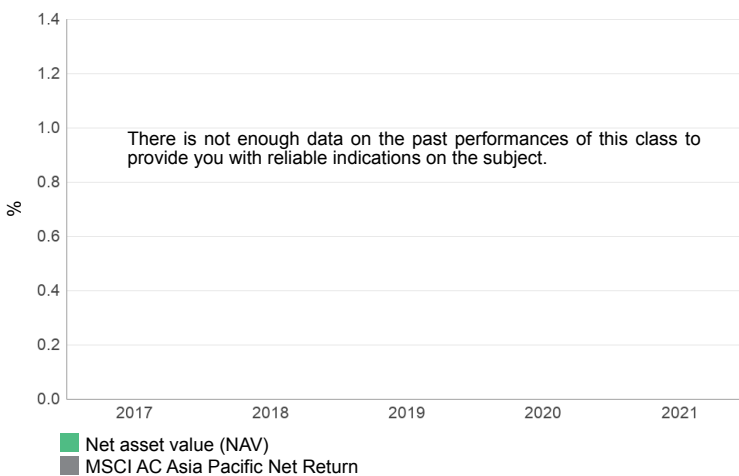 1.4
1.2
1.0
There is not enough data on the past performances of this class to
provide you with reliable indications on the subject.
0.8
%
0.6
0.4
0.2
0.0
2017 2018 2019 2020 2021
Net asset value (NAV)
MSCI AC Asia Pacific Net Return